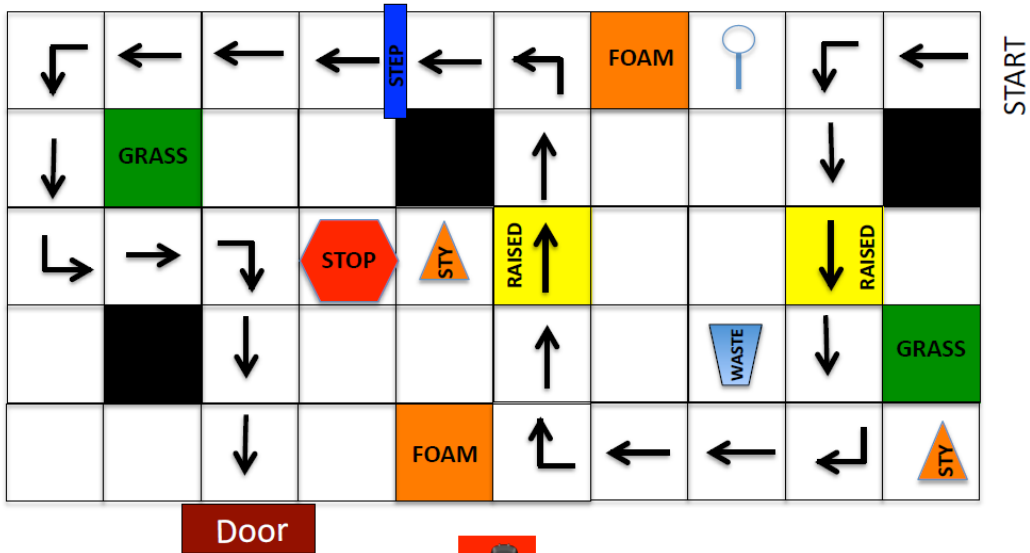 STEP
FOAM
START
GRASS
STOP
STY
RAISED
RAISED
WASTE
GRASS
FOAM
STY
Door